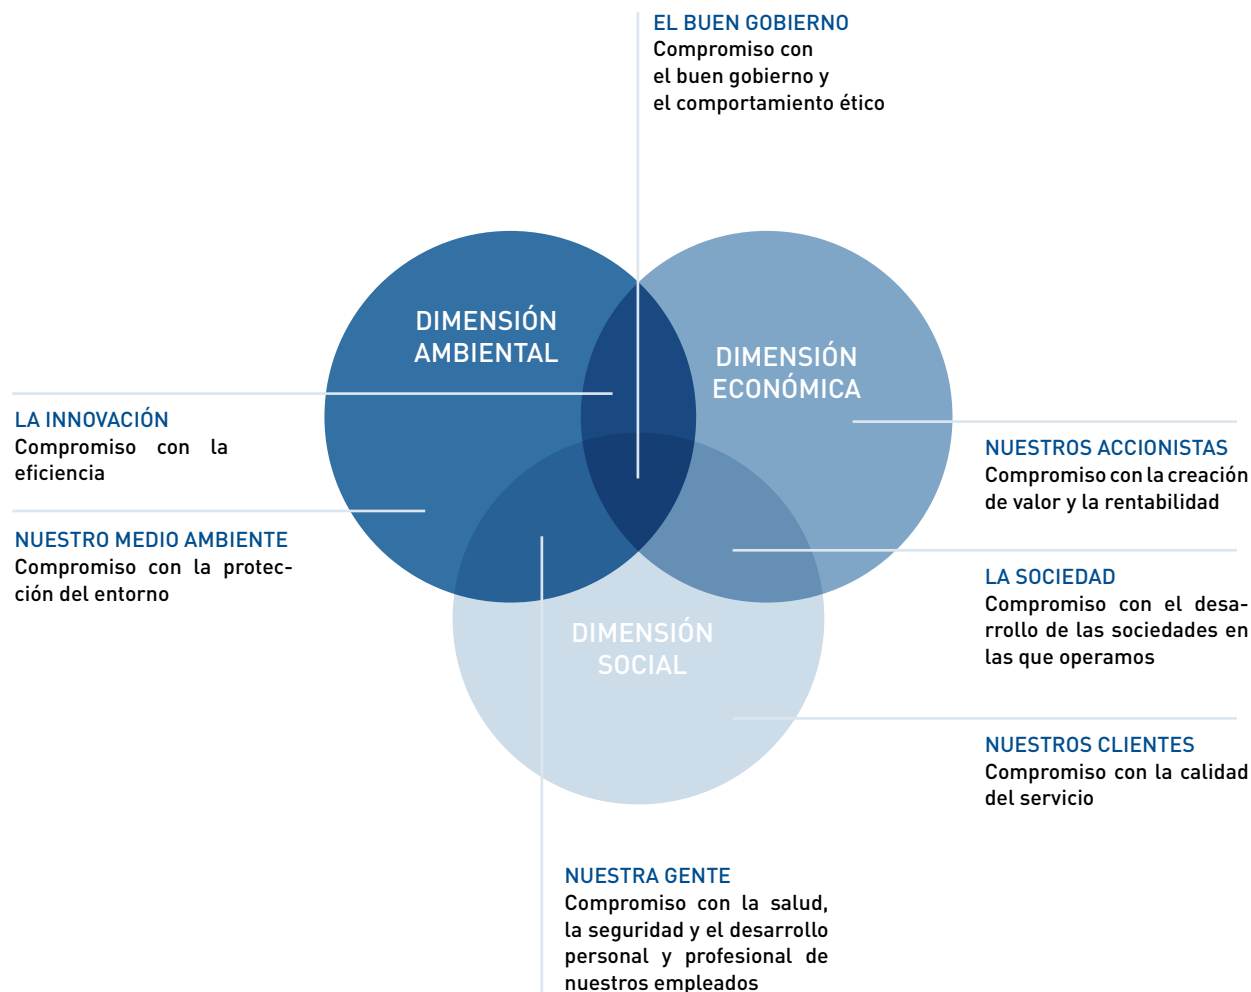 EL BUEN GOBIERNO
Compromiso con
el buen gobierno y
el comportamiento ético
DIMENSIÓN
AMBIENTAL
DIMENSIÓN
ECONÓMICA
LA INNOVACIÓN
Compromiso con la
eficiencia
NUESTROS ACCIONISTAS
Compromiso con la creación
de valor y la rentabilidad
NUESTRO MEDIO AMBIENTE
Compromiso con la protec-
ción del entorno
LA SOCIEDAD
Compromiso con el desa-
rrollo de las sociedades en
las que operamos
DIMENSIÓN
SOCIAL
NUESTROS CLIENTES
Compromiso con la calidad
del servicio
NUESTRA GENTE
Compromiso con la salud,
la seguridad y el desarrollo
personal y profesional de
nuestros empleados